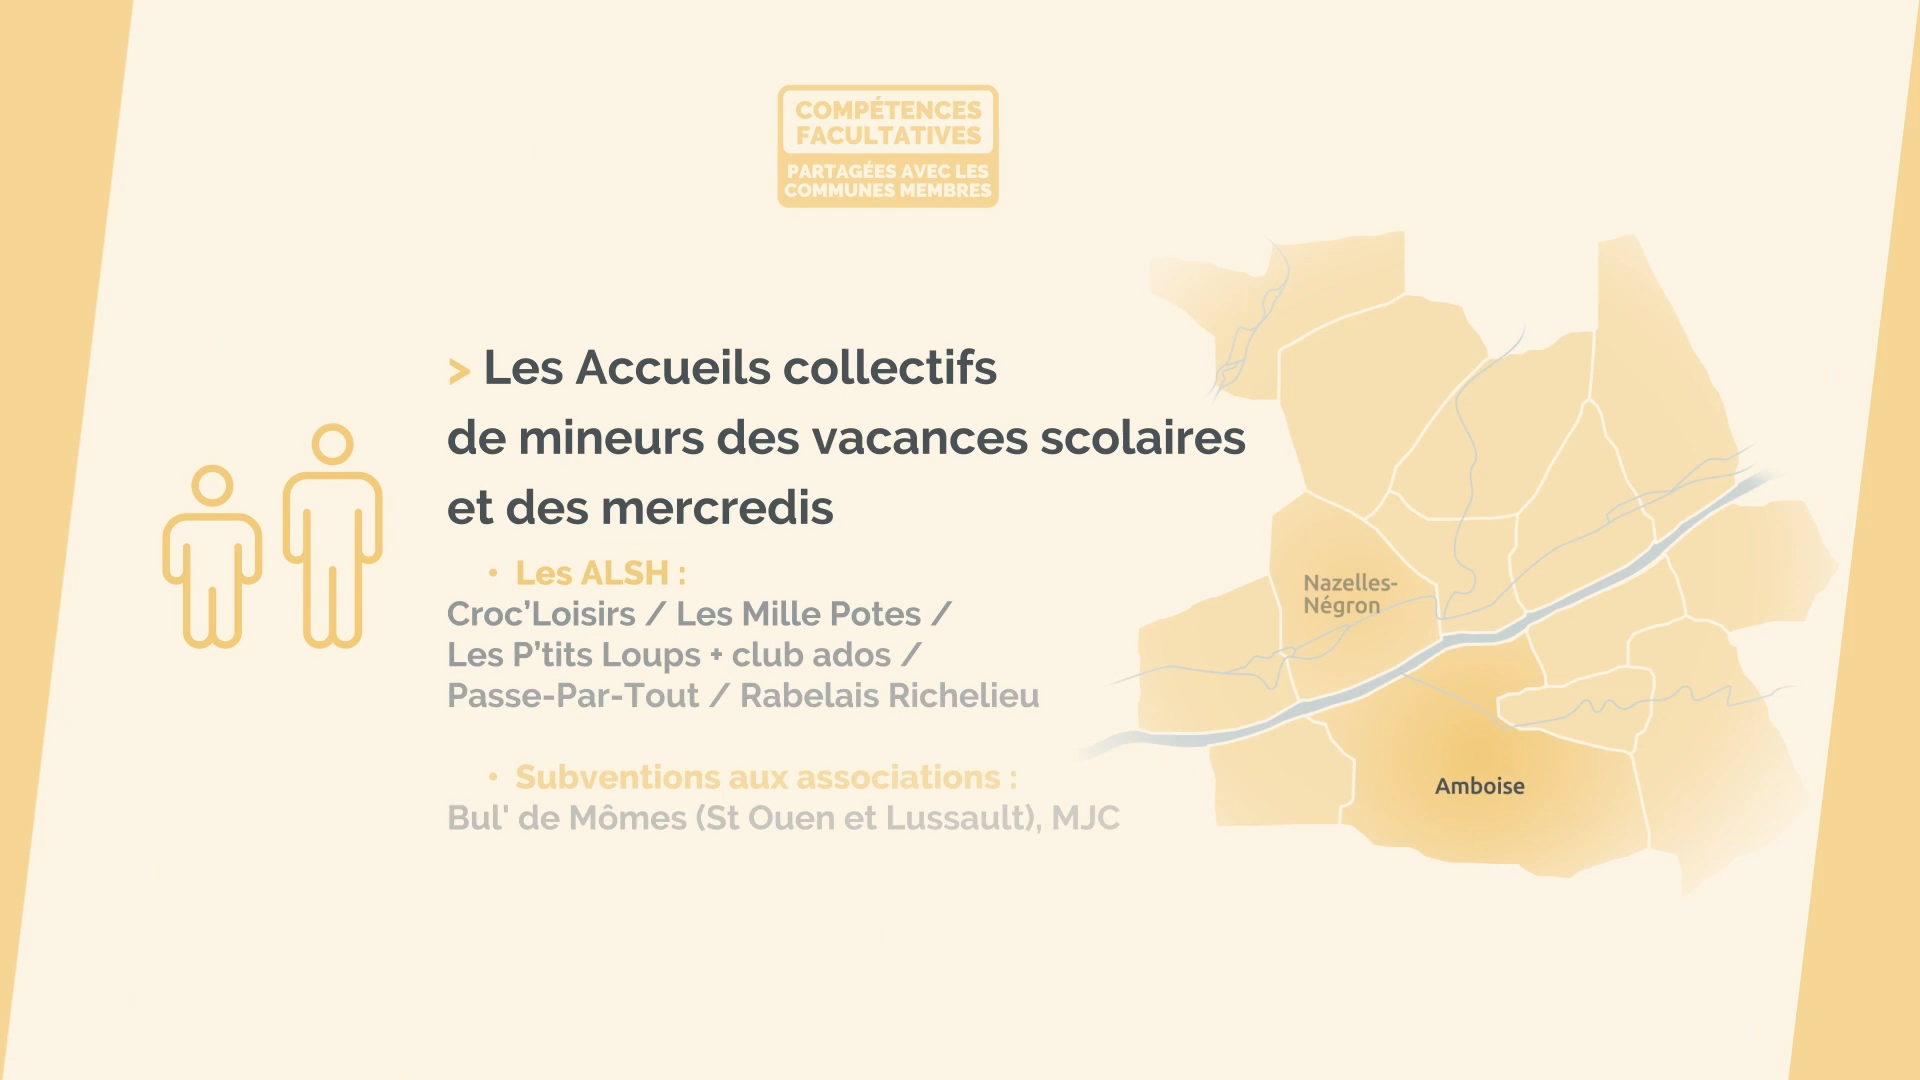 COMPÉTENCES
FACULTATIVES
PARTAGÉES AVEC LES
COMMUNES MEMBRES
> Les Accueils collectifs
de mineurs des vacances scolaires
et des mercredis
• Les ALSH :
Croc’Loisirs / Les Mille Potes /
Les P’tits Loups + club ados /
Passe-Par-Tout / Rabelais Richelieu
• Subventions aux associations :
Bul' de Mômes (St Ouen et Lussault), MJC
Nazelles-
Négron
Amboise